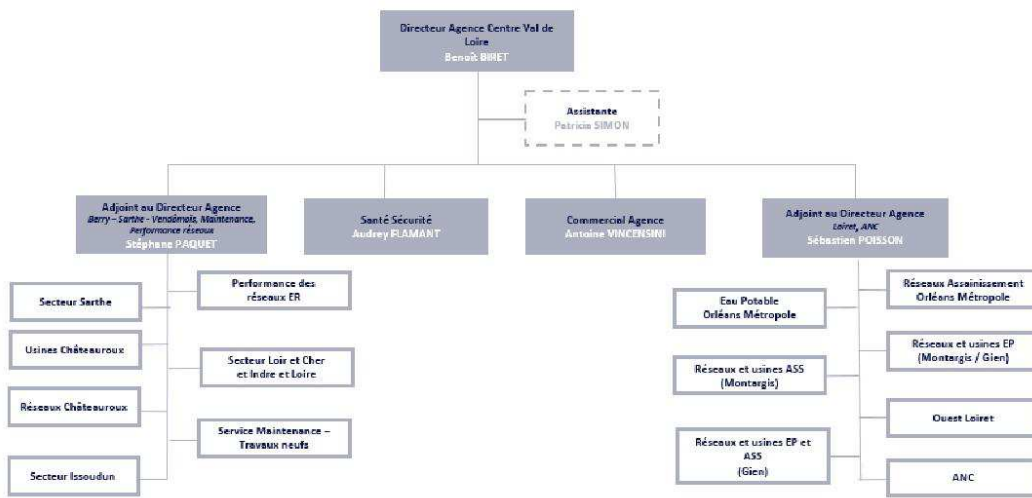 Directeur Agence Centre Val de
Loire
Benoît BIRET
Assistante
Patricia SIMON
Adjoint au Directeur Agence
Berry – Sarthe - Vendômois, Maintenance,
Performance réseaux
Stéphane PAQUET
Santé Sécurité
Audrey FLAMANT
Commercial Agence
Antoine VINCENSINI
Adjoint au Directeur Agence
Loiret, ANC
Sébastien POISSON
Secteur Sarthe
Performance des
réseaux ER
Usines Châteauroux
Secteur Loir et Cher
et Indre et Loire
Réseaux Châteauroux
Service Maintenance –
Travaux neufs
Secteur Issoudun
Eau Potable
Orléans Métropole
Réseaux Assainissement
Orléans Métropole
Réseaux et usines ASS
(Montargis)
Réseaux et usines EP
(Montargis / Gien)
Réseaux et usines EP et
ASS
(Gien)
Ouest Loiret
ANC